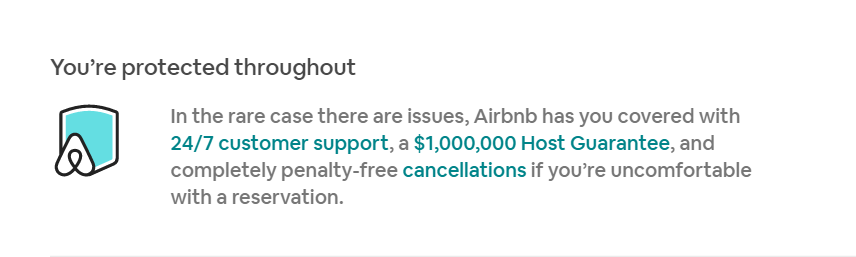 You’re protected throughout
In the rare case there are issues, Airbnb has you covered with
24/7 customer support, a $1,000,000 Host Guarantee, and
completely penalty-free cancellations if you’re uncomfortable
with a reservation.